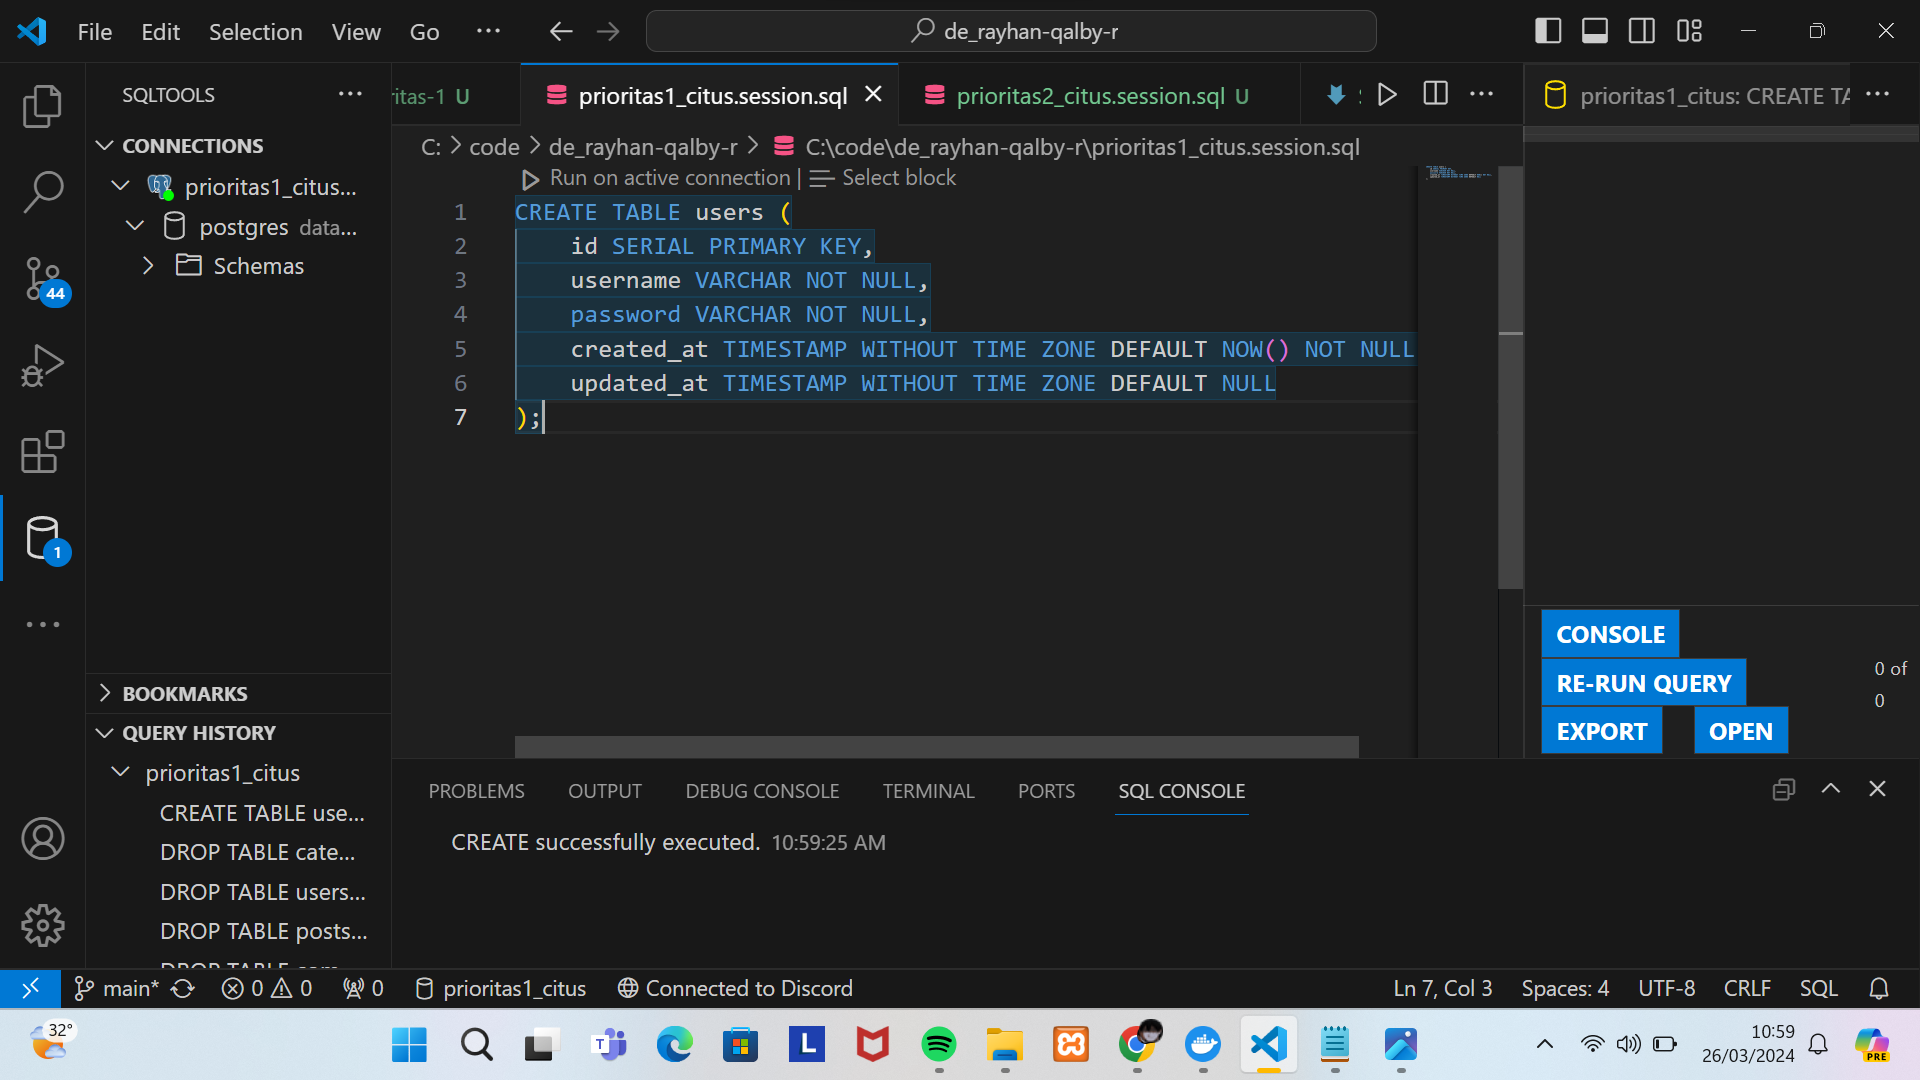 File Edit Selection View Go ···
de_rayhan-qalby-r
SQLTOOLS ···
ritas-1 U
prioritas1_citus.session.sql
prioritas2_citus.session.sql U
prioritas1_citus: CREATE TA ···
CONNECTIONS
prioritas1_citus...
postgres data...
Schemas
C: > code > de_rayhan-qalby-r > C:\code\de_rayhan-qalby-r\prioritas1_citus.session.sql
Run on active connection | Select block
1 CREATE TABLE users (
2 id SERIAL PRIMARY KEY,
3 username VARCHAR NOT NULL,
4 password VARCHAR NOT NULL,
5 created_at TIMESTAMP WITHOUT TIME ZONE DEFAULT NOW() NOT NULL
6 updated_at TIMESTAMP WITHOUT TIME ZONE DEFAULT NULL
7 );
44
1
CONSOLE
RE-RUN QUERY
EXPORT OPEN
0 of
0
BOOKMARKS
QUERY HISTORY
prioritas1_citus
CREATE TABLE use...
DROP TABLE cate...
DROP TABLE users...
DROP TABLE posts...
PROBLEMS OUTPUT DEBUG CONSOLE TERMINAL PORTS SQL CONSOLE
CREATE successfully executed. 10:59:25 AM
main* 0 0 0 prioritas1_citus Connected to Discord
Ln 7, Col 3 Spaces: 4 UTF-8 CRLF SQL
32°
T
L
10:59
26/03/2024
PRE